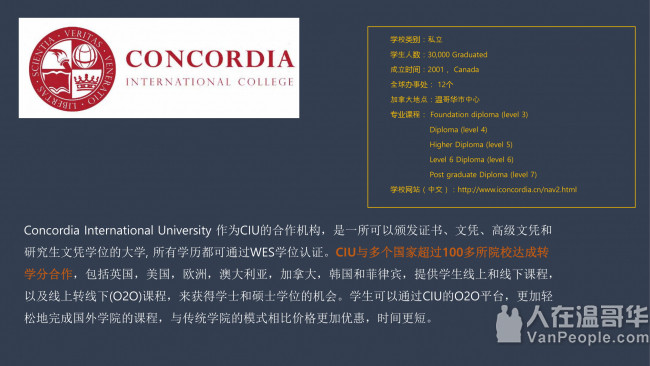 SCIENTIA VERITAS VENERATIO LIBERTAS
CONCORDIA
INTERNATIONAL COLLEGE
学校类别：私立
学生人数：30,000 Graduated
成立时间：2001 ，Canada
全球办事处： 12个
加拿大地点：温哥华市中心
专业课程： Foundation diploma (level 3)
Diploma (level 4)
Higher Diploma (level 5)
Level 6 Diploma (level 6)
Post graduate Diploma (level 7)
学校网站（中文）：http://www.iconcordia.cn/nav2.html
Concordia International University 作为CIU的合作机构，是一所可以颁发证书、文凭、高级文凭和
研究生文凭学位的大学, 所有学历都可通过WES学位认证。CIU与多个国家超过100多所院校达成转
学分合作，包括英国，美国，欧洲，澳大利亚，加拿大，韩国和菲律宾，提供学生线上和线下课程，
以及线上转线下(O2O)课程，来获得学士和硕士学位的机会。学生可以通过CIU的O2O平台，更加轻
松地完成国外学院的课程，与传统学院的模式相比价格更加优惠，时间更短。
人在温哥华
VanPeople.com